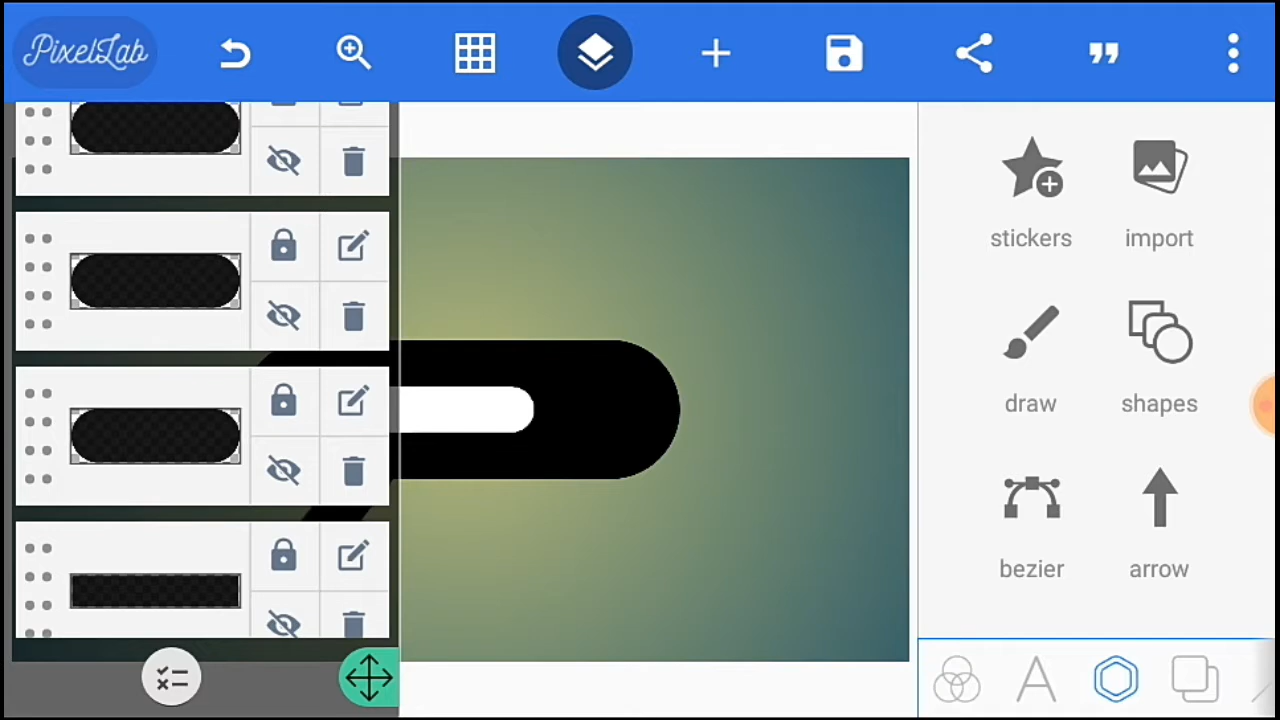 PixelLab
stickers
import
draw
shapes
bezier
arrow